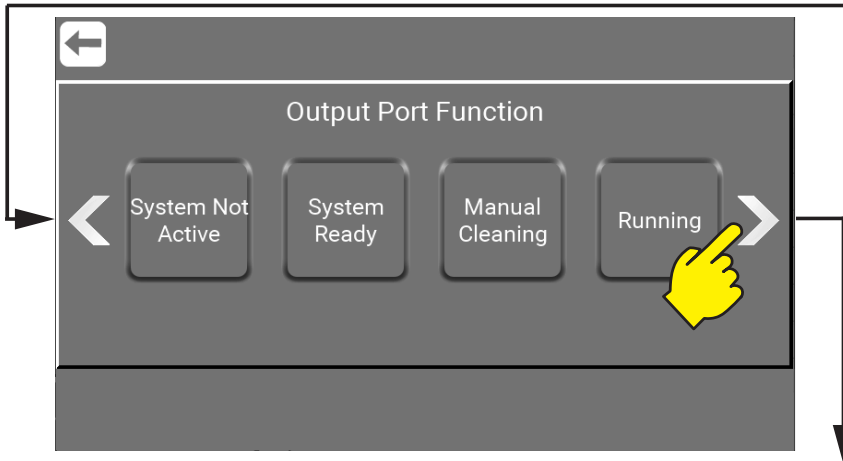 Output Port Function
System Not
Active
System
Ready
Manual
Cleaning
Running